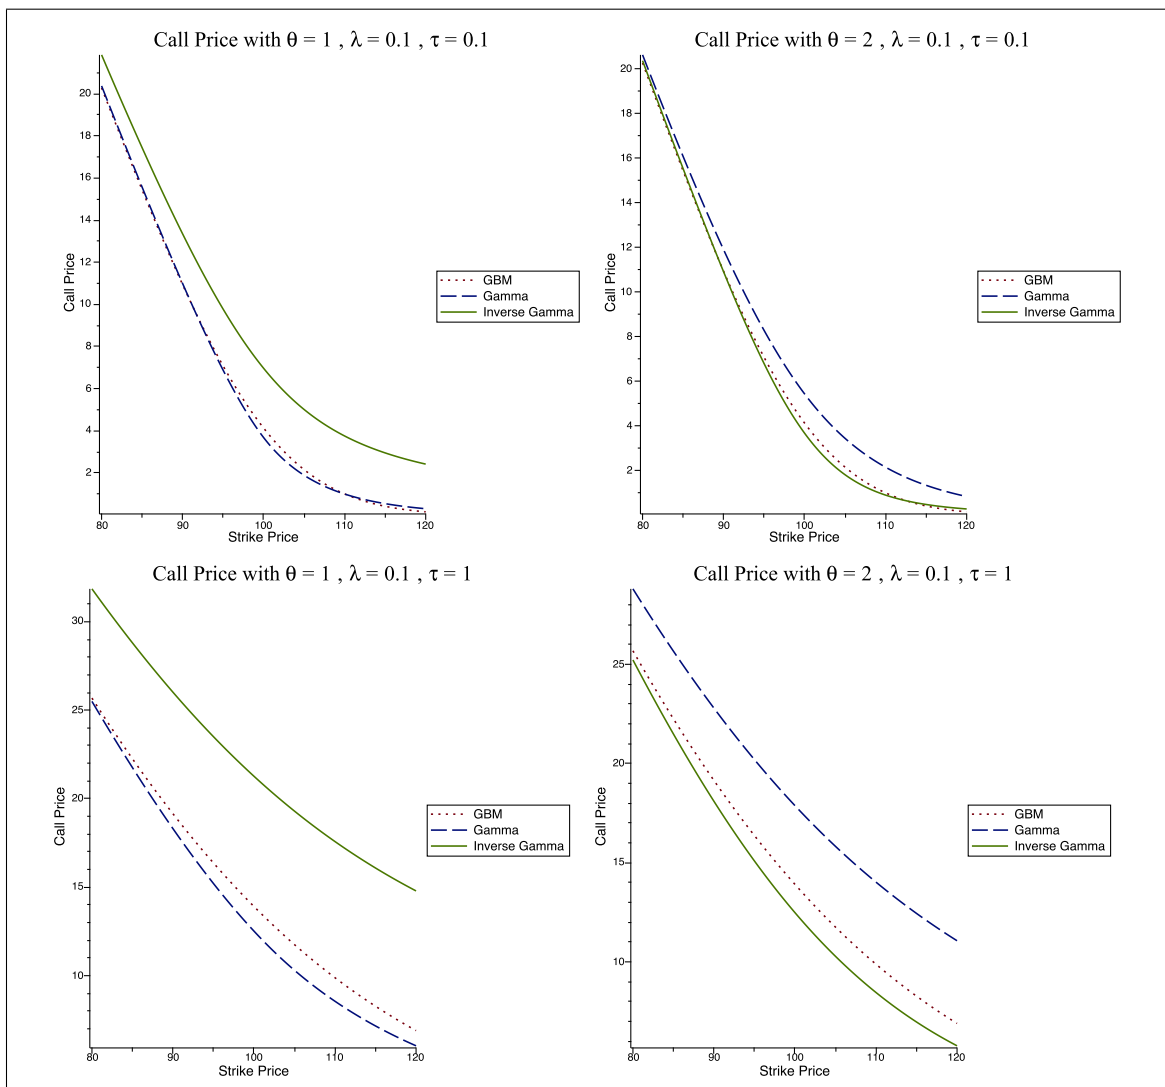 Call Price with θ = 1 , λ = 0.1 , τ = 0.1
20
18
16
14
12
10
8
6
4
2
Call Price
80 90 100 110 120
Strike Price
GBM
Gamma
Inverse Gamma
Call Price with θ = 2 , λ = 0.1 , τ = 0.1
20
18
16
14
12
10
8
6
4
2
Call Price
80 90 100 110 120
Strike Price
GBM
Gamma
Inverse Gamma
Call Price with θ = 1 , λ = 0.1 , τ = 1
30
25
20
15
10
Call Price
80 90 100 110 120
Strike Price
GBM
Gamma
Inverse Gamma
Call Price with θ = 2 , λ = 0.1 , τ = 1
25
20
15
10
Call Price
80 90 100 110 120
Strike Price
GBM
Gamma
Inverse Gamma